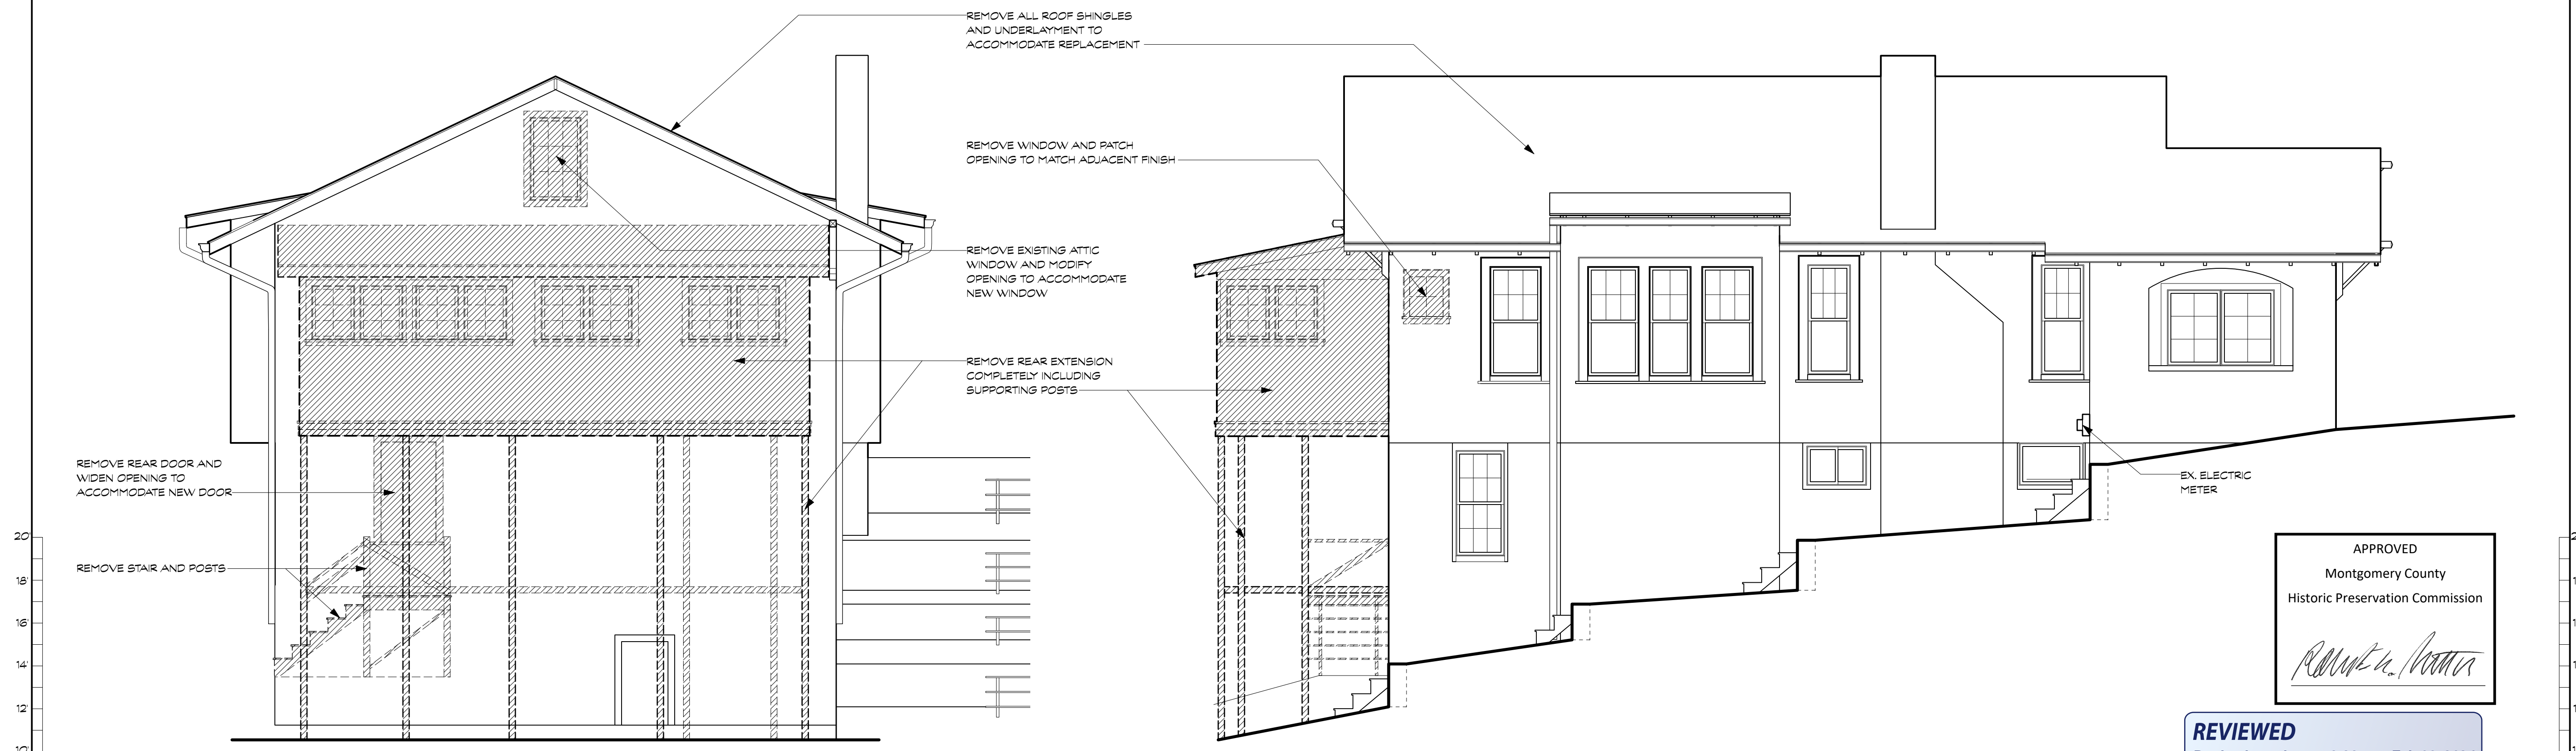 REMOVE ALL ROOF SHINGLES
AND UNDERLAYMENT TO
ACCOMMODATE REPLACEMENT
REMOVE WINDOW AND PATCH
OPENING TO MATCH ADJACENT FINISH
REMOVE EXISTING ATTIC
WINDOW AND MODIFY
OPENING TO ACCOMMODATE
NEW WINDOW
REMOVE REAR EXTENSION
COMPLETELY INCLUDING
SUPPORTING POSTS
REMOVE REAR DOOR AND
WIDEN OPENING TO
ACCOMMODATE NEW DOOR
REMOVE STAIR AND POSTS
EX. ELECTRIC
METER
20'
18'
16'
14'
12'
10'
APPROVED
Montgomery County
Historic Preservation Commission
REVIEWED